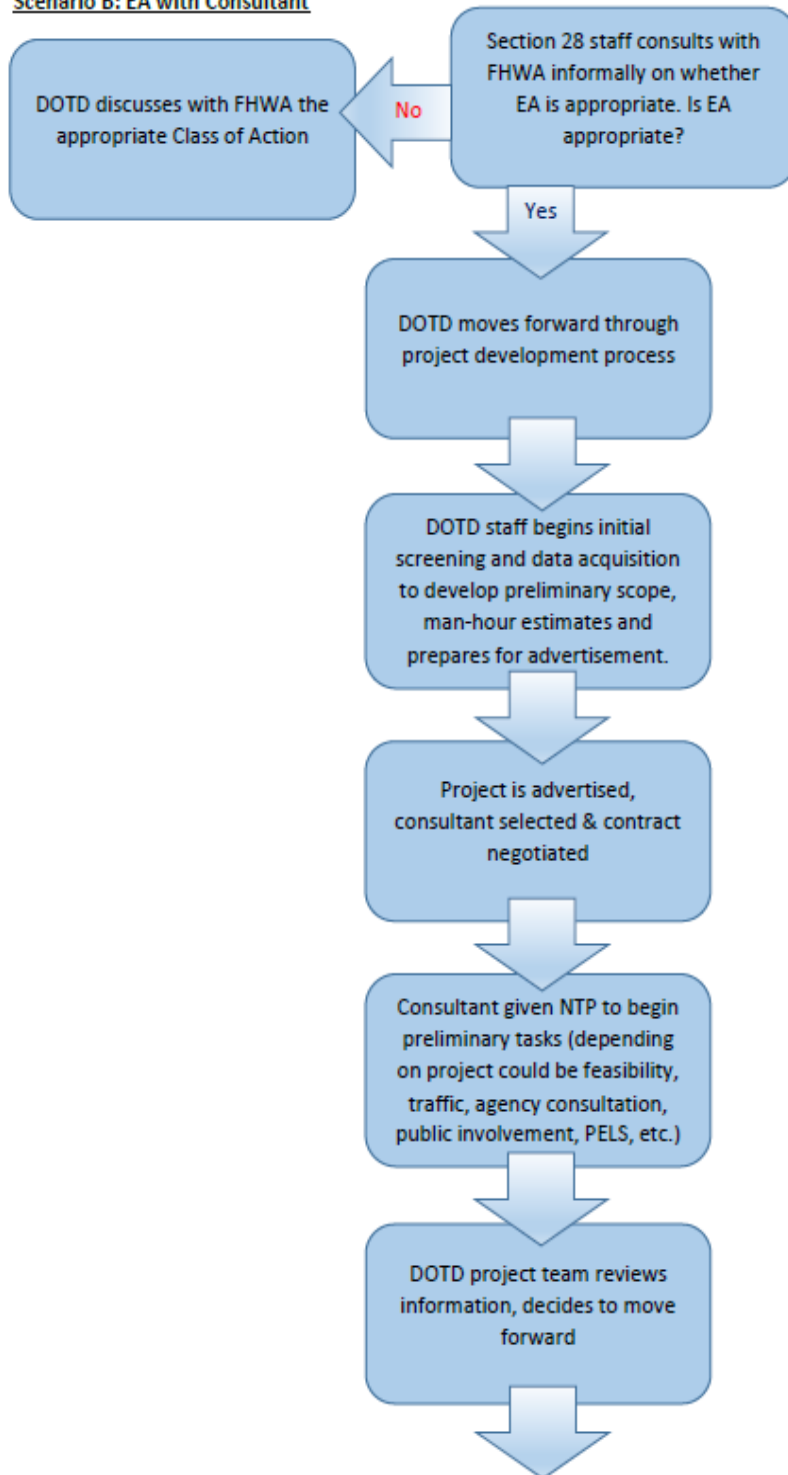 Scenario B: EA with Consultant
Section 28 staff consults with
FHWA informally on whether
EA is appropriate. Is EA
appropriate?
No
DOTD discusses with FHWA the
appropriate Class of Action
Yes
DOTD moves forward through
project development process
DOTD staff begins initial
screening and data acquisition
to develop preliminary scope,
man-hour estimates and
prepares for advertisement.
Project is advertised,
consultant selected & contract
negotiated
Consultant given NTP to begin
preliminary tasks (depending
on project could be feasibility,
traffic, agency consultation,
public involvement, PELS, etc.)
DOTD project team reviews
information, decides to move
forward